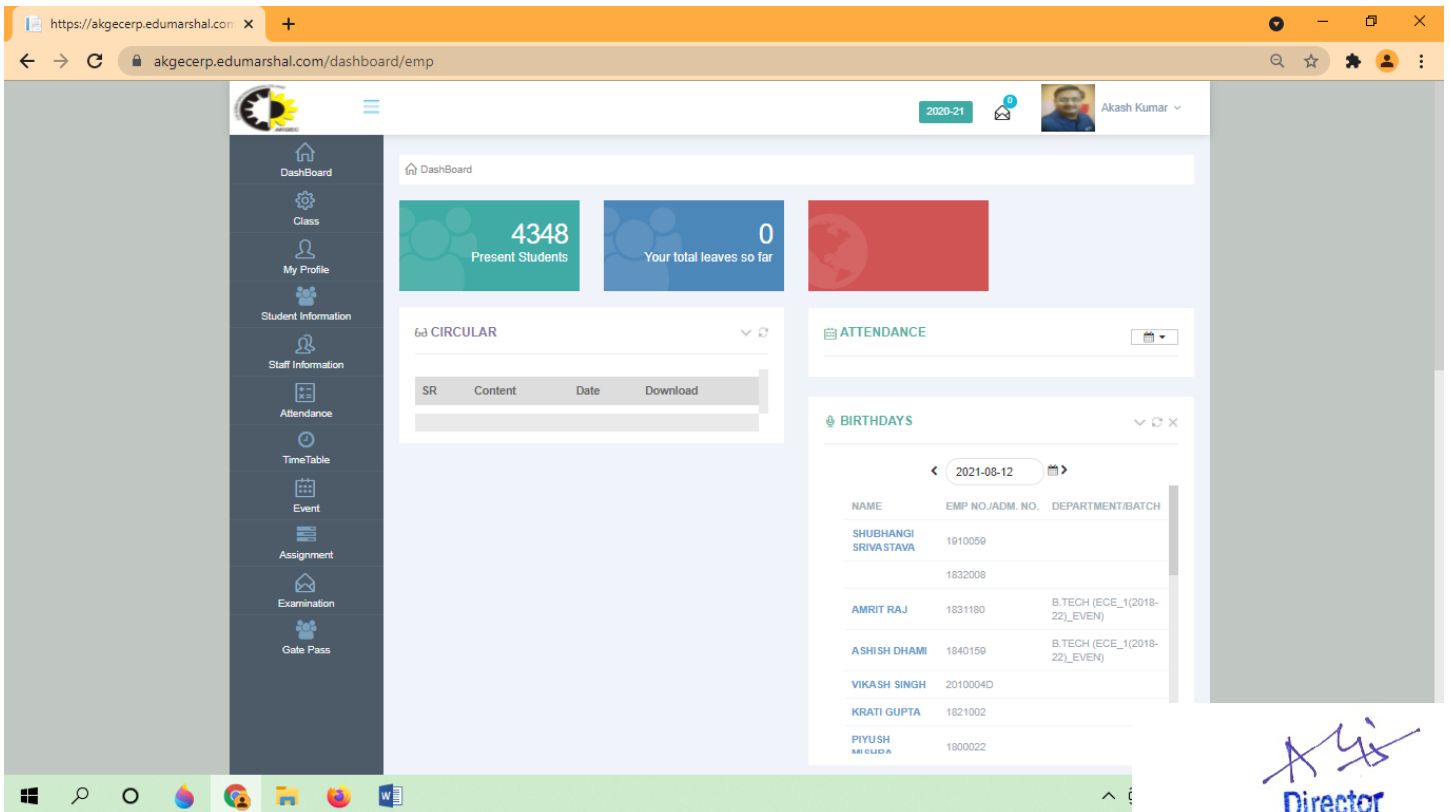 https://akgecerp.edumarshal.com
akgecerp.edumarshal.com/dashboard/emp
AKGEC
2020-21
0
Akash Kumar
DashBoard
Class
My Profile
Student Information
Staff Information
Attendance
TimeTable
Event
Assignment
Examination
Gate Pass
DashBoard
4348
Present Students
0
Your total leaves so far
CIRCULAR
SR Content Date Download
ATTENDANCE
BIRTHDAYS
2021-08-12
NAME EMP NO./ADM. NO. DEPARTMENT/BATCH
SHUBHANGI
SRIVASTAVA 1910059
1832008
AMRIT RAJ 1831180 B.TECH (ECE_1(2018-
22)_EVEN)
ASHISH DHAMI 1840159 B.TECH (ECE_1(2018-
22)_EVEN)
VIKASH SINGH 2010004D
KRATI GUPTA 1821002
PIYUSH
MISHRA 1800022
Director